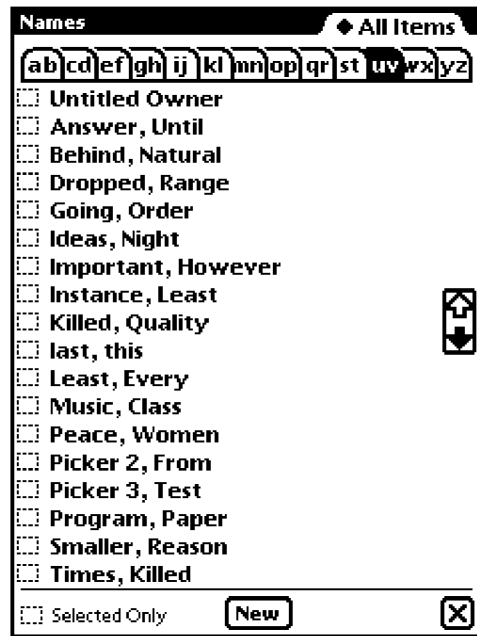 Names
◆ All Items
ab cd ef gh ij kl mn op qr st uv wx yz
Untitled Owner
Answer, Until
Behind, Natural
Dropped, Range
Going, Order
Ideas, Night
Important, However
Instance, Least
Killed, Quality
last, this
Least, Every
Music, Class
Peace, Women
Picker 2, From
Picker 3, Test
Program, Paper
Smaller, Reason
Times, Killed
Selected Only
New